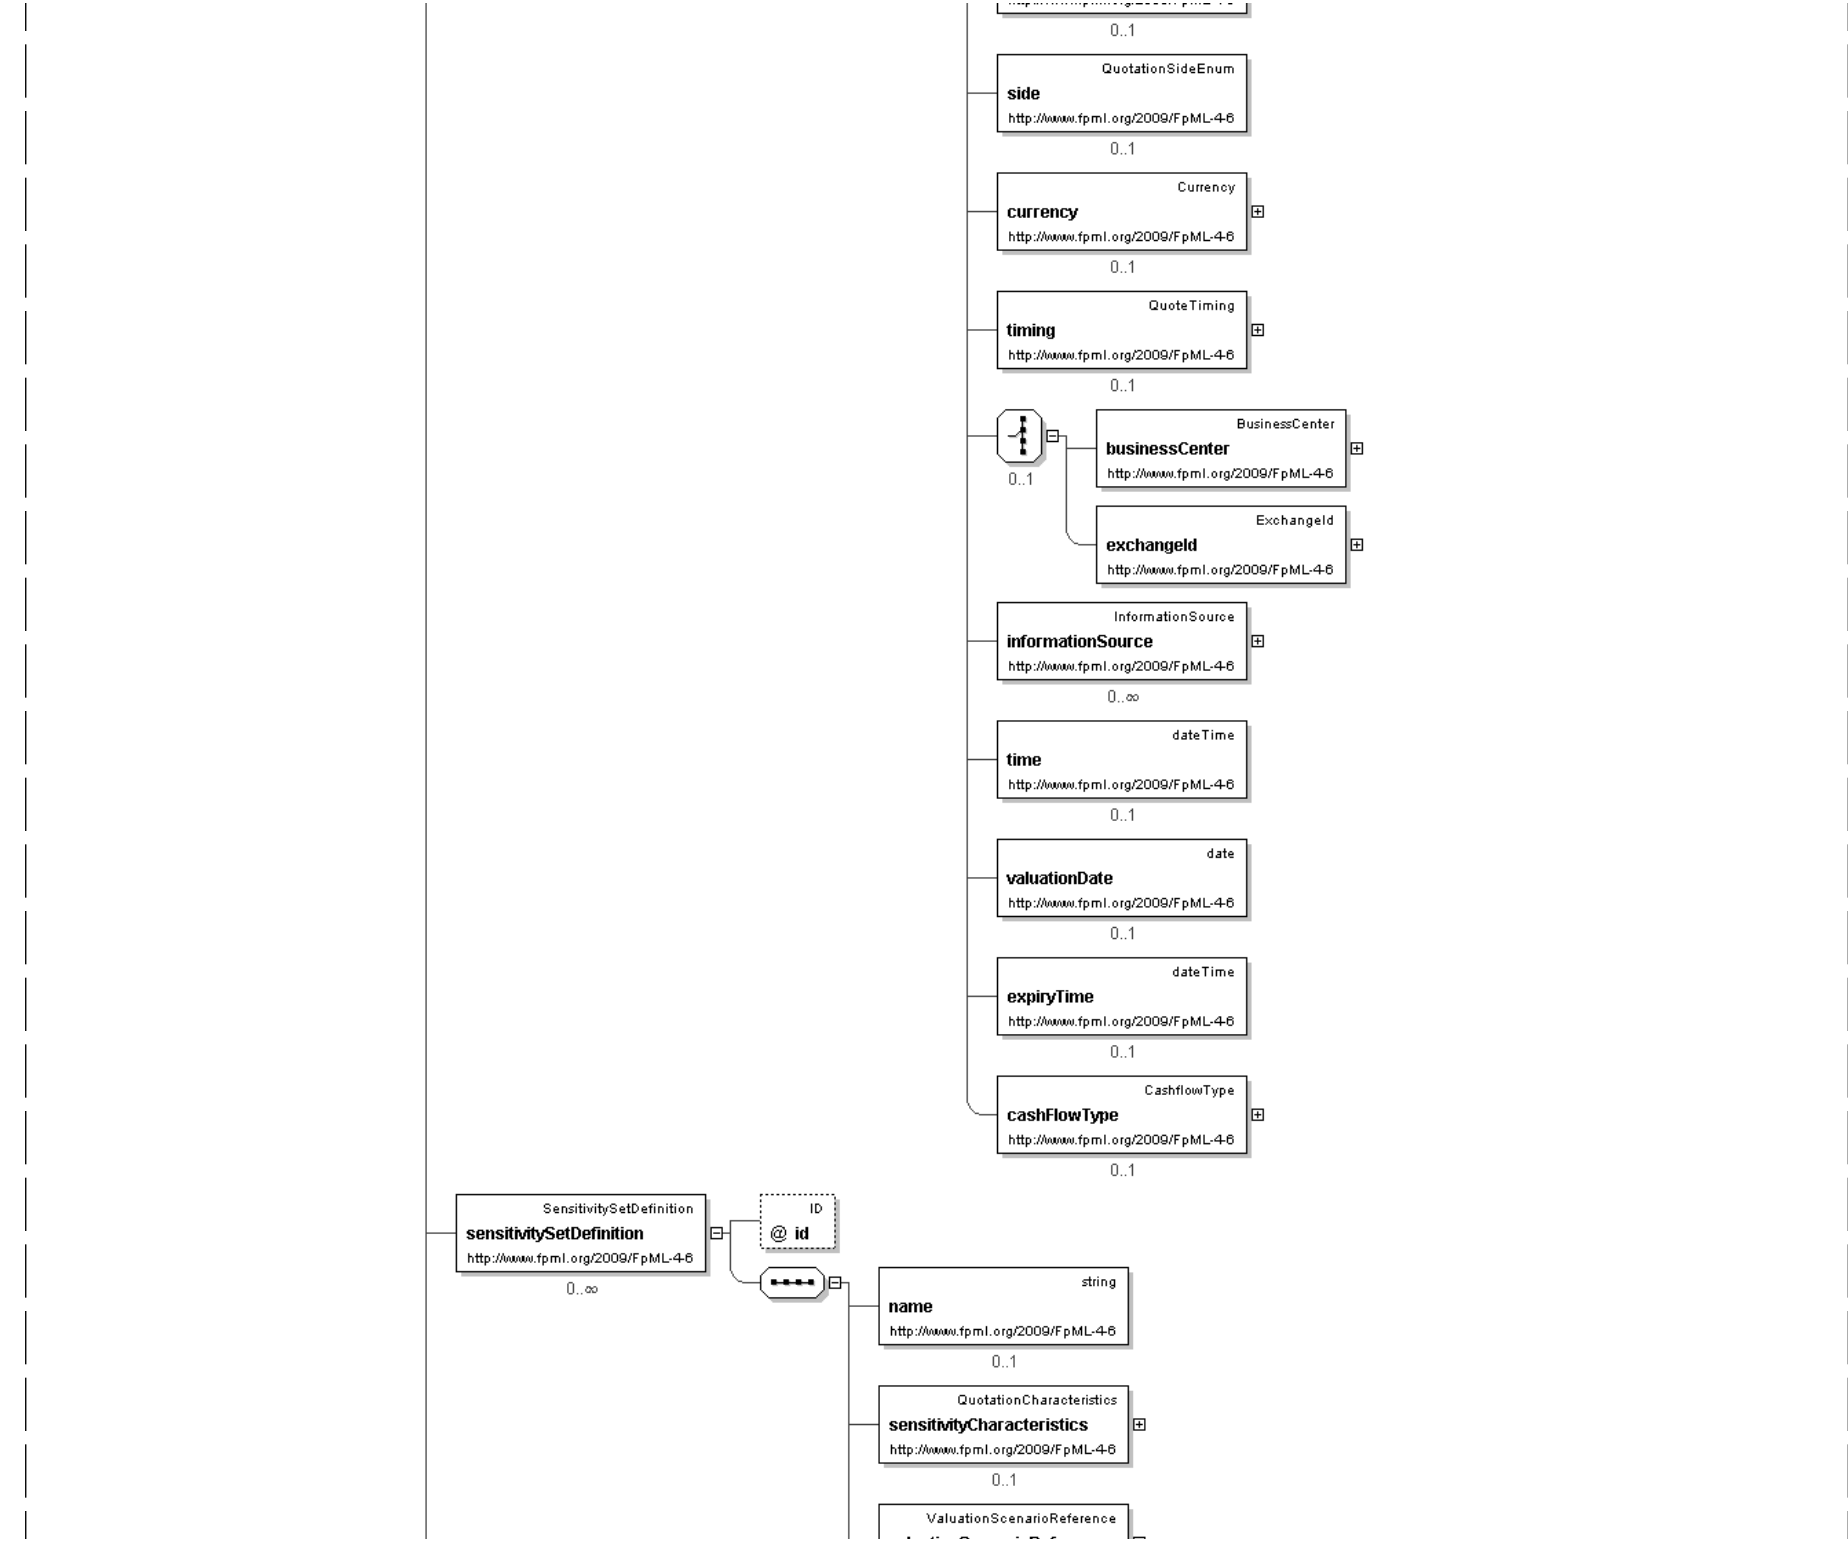 0..1
QuotationSideEnum
side
http://www.fpml.org/2009/FpML-4-6
0..1
Currency
currency
http://www.fpml.org/2009/FpML-4-6
0..1
QuoteTiming
timing
http://www.fpml.org/2009/FpML-4-6
0..1
BusinessCenter
businessCenter
http://www.fpml.org/2009/FpML-4-6
0..1
ExchangeId
exchangeId
http://www.fpml.org/2009/FpML-4-6
InformationSource
informationSource
http://www.fpml.org/2009/FpML-4-6
0..∞
dateTime
time
http://www.fpml.org/2009/FpML-4-6
0..1
date
valuationDate
http://www.fpml.org/2009/FpML-4-6
0..1
dateTime
expiryTime
http://www.fpml.org/2009/FpML-4-6
0..1
CashflowType
cashFlowType
http://www.fpml.org/2009/FpML-4-6
0..1
SensitivitySetDefinition
sensitivitySetDefinition
http://www.fpml.org/2009/FpML-4-6
0..∞
ID
@ id
string
name
http://www.fpml.org/2009/FpML-4-6
0..1
QuotationCharacteristics
sensitivityCharacteristics
http://www.fpml.org/2009/FpML-4-6
0..1
ValuationScenarioReference